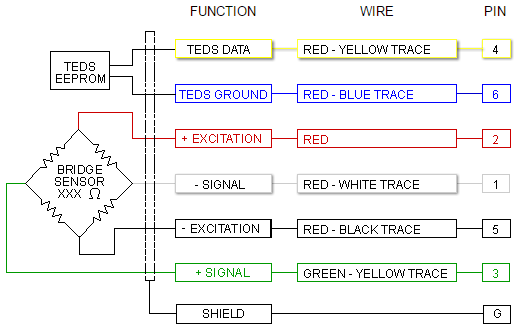 FUNCTION WIRE PIN
TEDS DATA RED - YELLOW TRACE 4
TEDS
EEPROM
TEDS GROUND RED - BLUE TRACE 6
+ EXCITATION RED 2
BRIDGE
SENSOR
XXX Ω
- SIGNAL RED - WHITE TRACE 1
- EXCITATION RED - BLACK TRACE 5
+ SIGNAL GREEN - YELLOW TRACE 3
SHIELD G